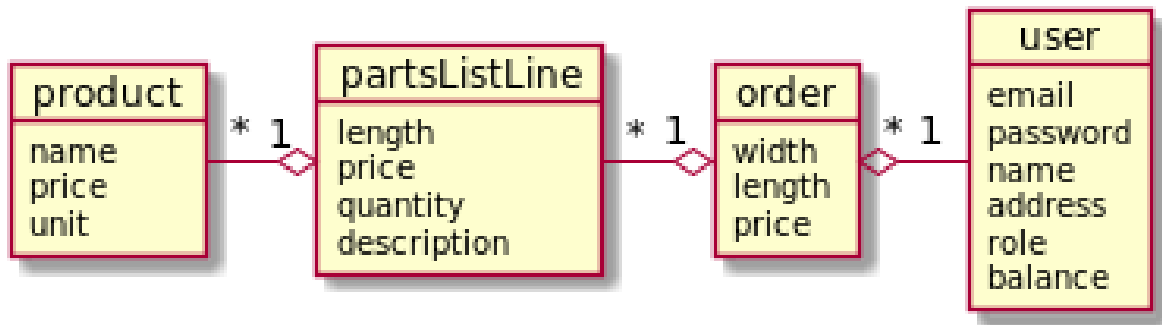 product
name
price
unit
* 1
partsListLine
length
price
quantity
description
* 1
order
width
length
price
* 1
user
email
password
name
address
role
balance